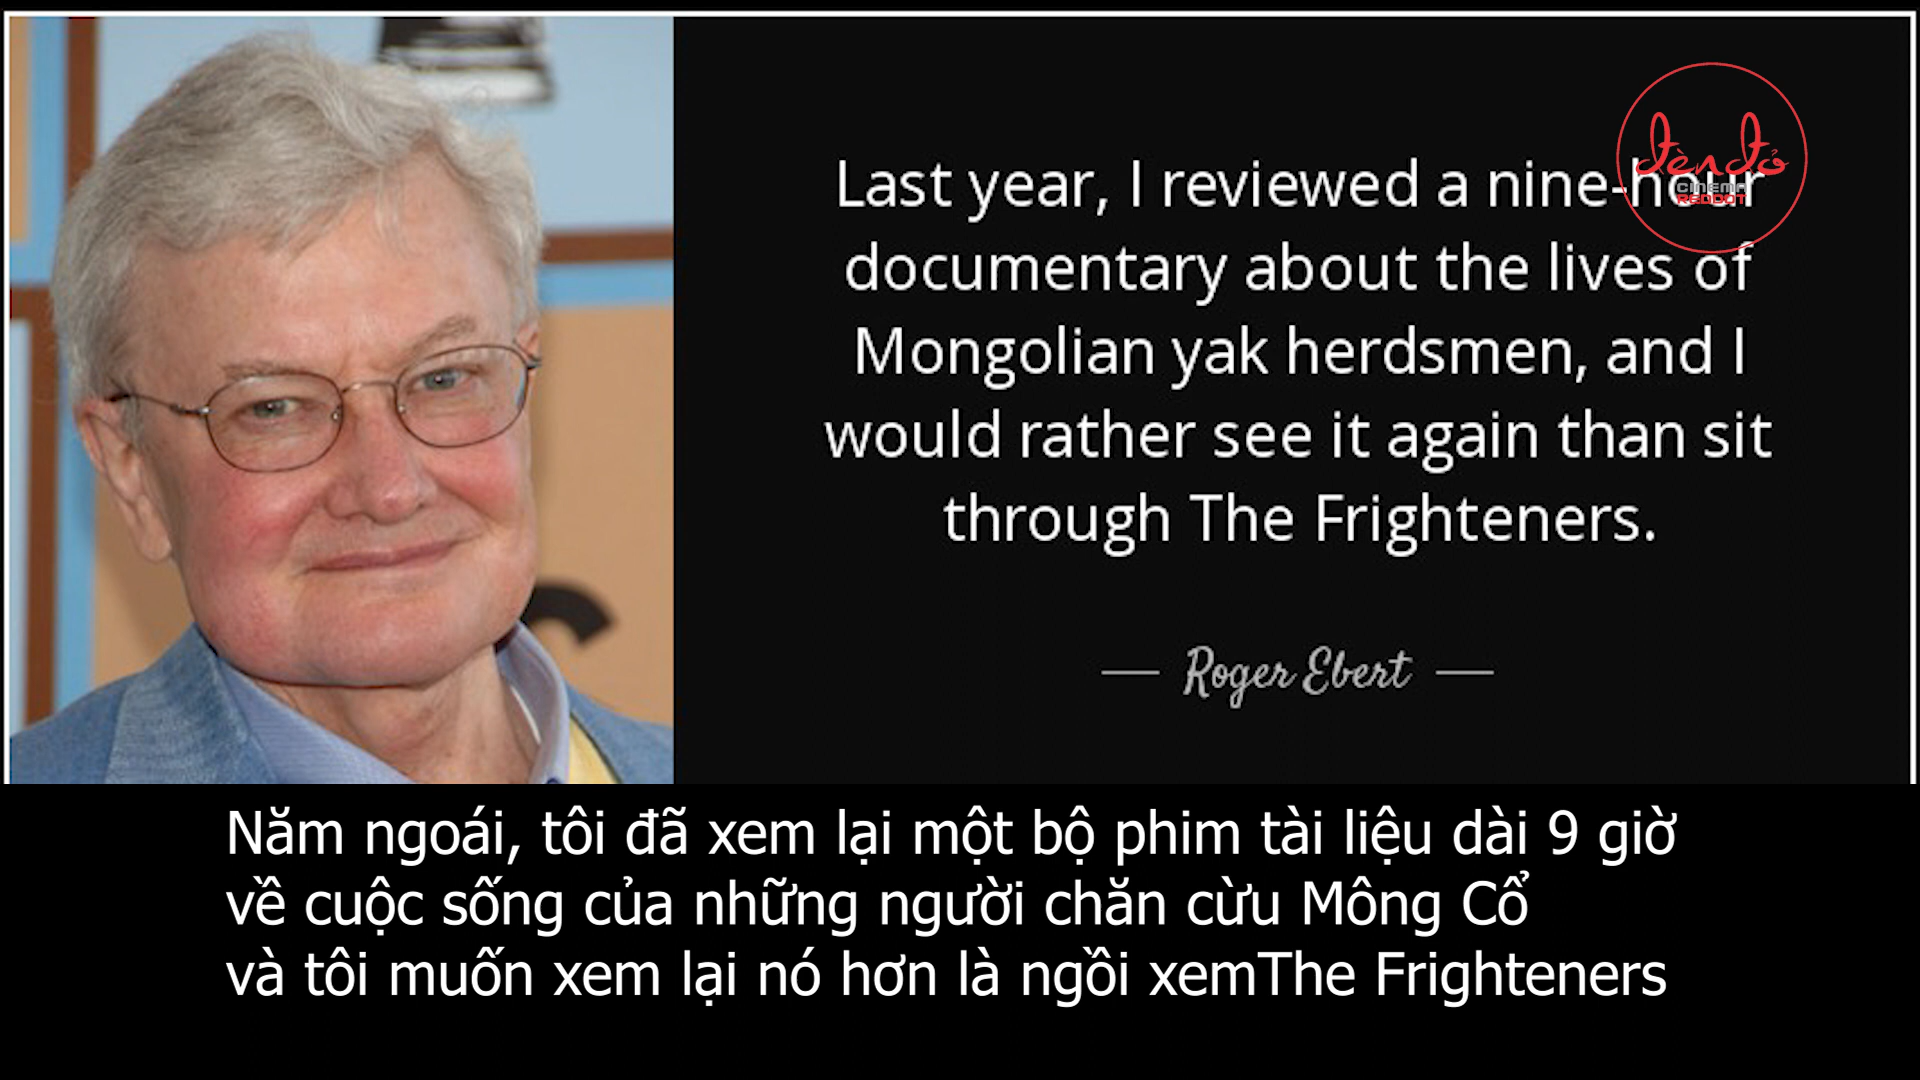 Last year, I reviewed a nine-hour
documentary about the lives of
Mongolian yak herdsmen, and I
would rather see it again than sit
through The Frighteners.
Roger Ebert
đèn đỏ
CINEMA
REDDOT
Năm ngoái, tôi đã xem lại một bộ phim tài liệu dài 9 giờ
về cuộc sống của những người chăn cừu Mông Cổ
và tôi muốn xem lại nó hơn là ngồi xemThe Frighteners